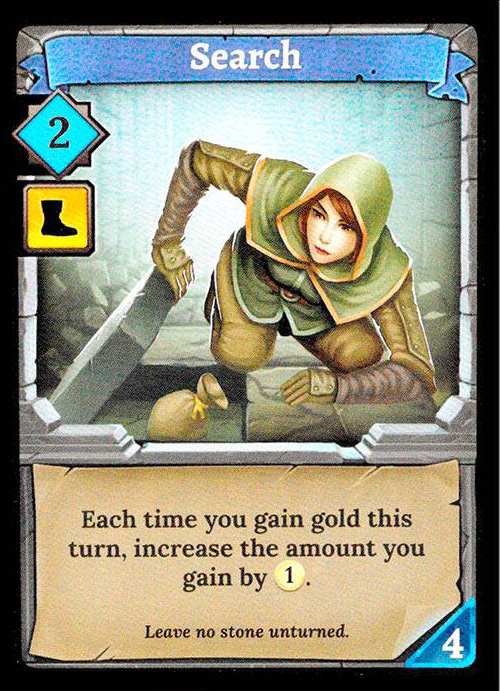 Search
2
Each time you gain gold this
turn, increase the amount you
gain by 1.
Leave no stone unturned.
4